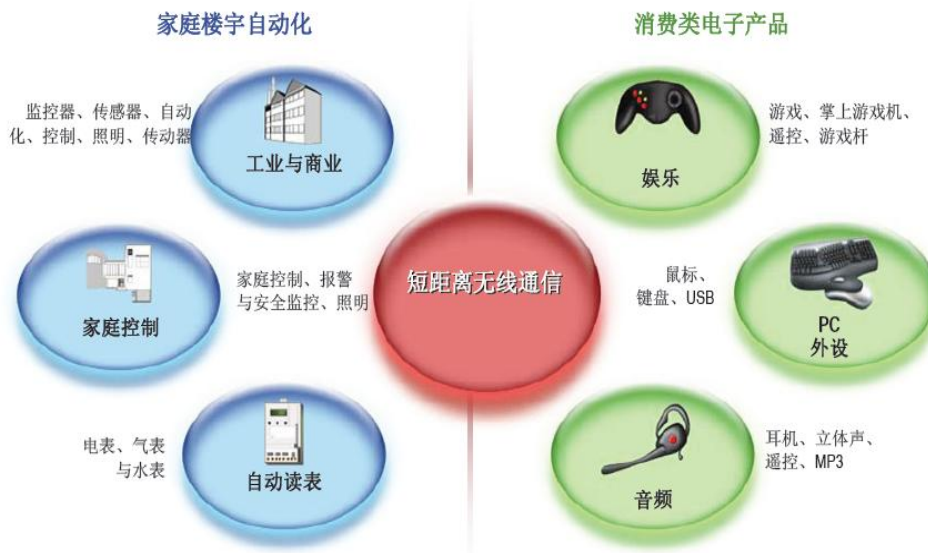 家庭楼宇自动化
监控器、传感器、自动
化、控制、照明、传动器
工业与商业
家庭控制
家庭控制、报警
与安全监控、照明
电表、气表
与水表
自动读表
短距离无线通信
消费类电子产品
娱乐
游戏、掌上游戏机、
遥控、游戏杆
鼠标、
键盘、USB
PC
外设
音频
耳机、立体声、
遥控、MP3